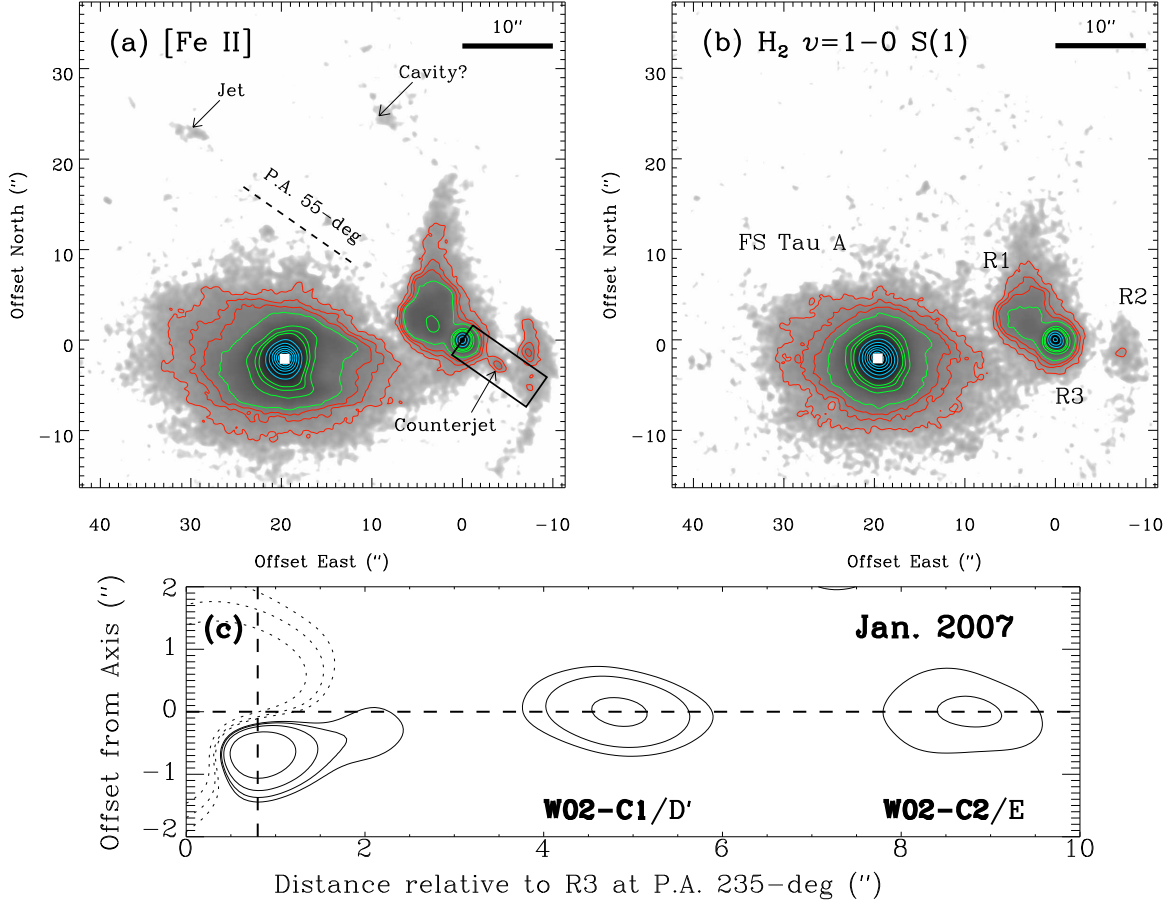 (a) [Fe II]
10″
Cavity?
Jet
P.A. 55-deg
Counterjet
30
20
10
0
-10
Offset North (″)
40 30 20 10 0 -10
Offset East (″)
(b) H₂ v=1-0 S(1)
10″
FS Tau A
R1
R2
R3
30
20
10
0
-10
Offset North (″)
40 30 20 10 0 -10
Offset East (″)
(c)
Jan. 2007
W02-C1/D′
W02-C2/E
2
1
0
-1
-2
Offset from Axis (″)
0 2 4 6 8 10
Distance relative to R3 at P.A. 235-deg (″)